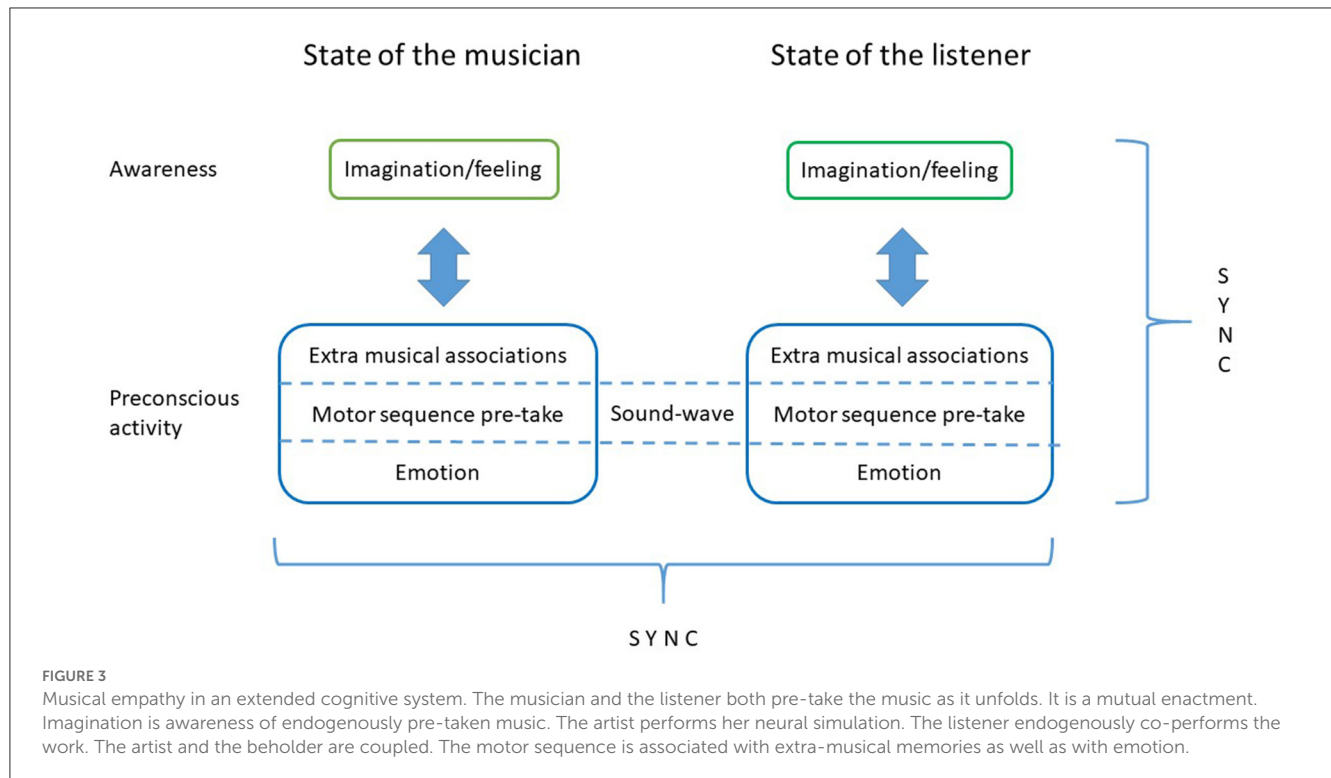 State of the musician
State of the listener
Awareness
Imagination/feeling
Imagination/feeling
Extra musical associations
Extra musical associations
Preconscious
activity
Motor sequence pre-take
Sound-wave
Motor sequence pre-take
Emotion
Emotion
S
Y
N
C
S Y N C
FIGURE 3
Musical empathy in an extended cognitive system. The musician and the listener both pre-take the music as it unfolds. It is a mutual enactment.
Imagination is awareness of endogenously pre-taken music. The artist performs her neural simulation. The listener endogenously co-performs the
work. The artist and the beholder are coupled. The motor sequence is associated with extra-musical memories as well as with emotion.